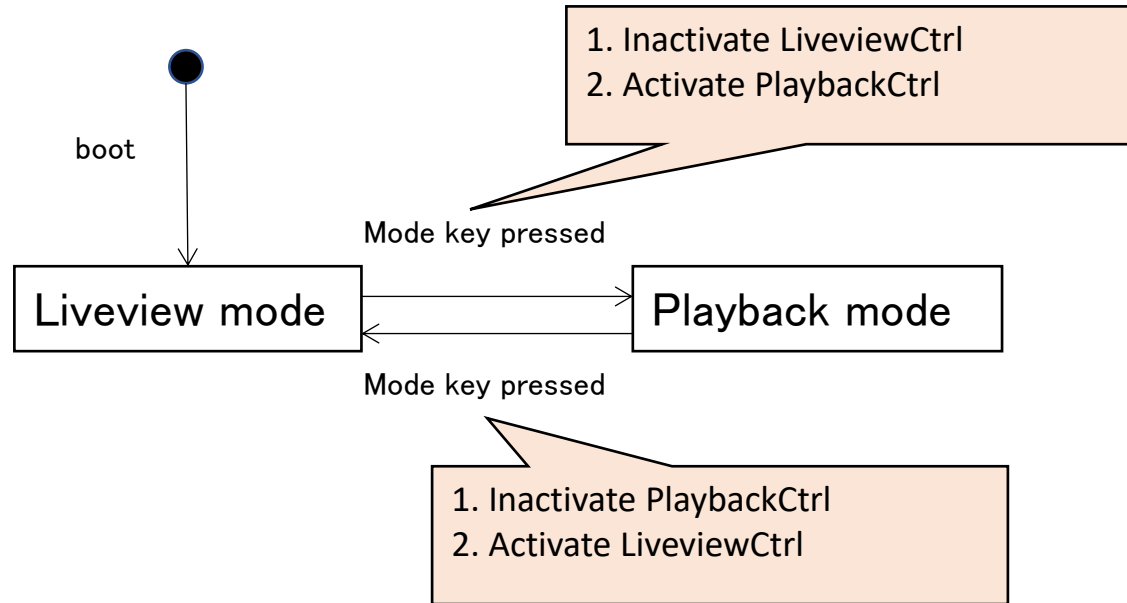 1. Inactivate LiveviewCtrl
2. Activate PlaybackCtrl
boot
Mode key pressed
Liveview mode
Playback mode
Mode key pressed
1. Inactivate PlaybackCtrl
2. Activate LiveviewCtrl